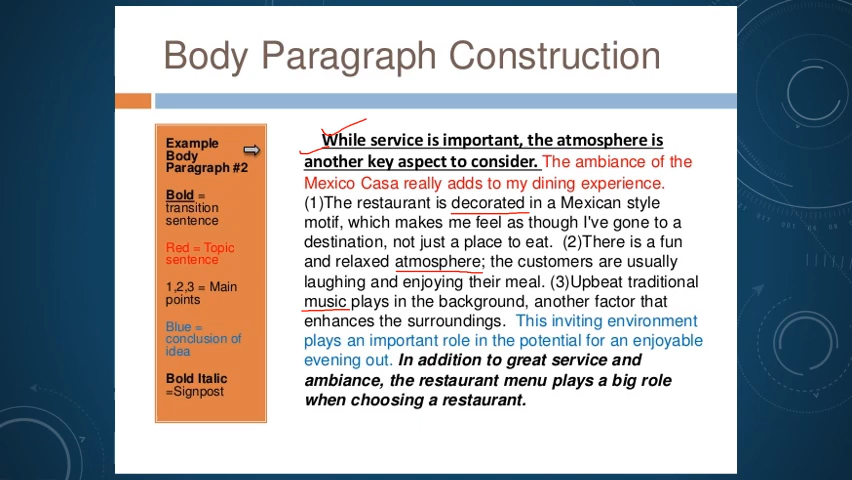 Body Paragraph Construction
Example
Body
Paragraph #2
Bold =
transition
sentence
Red = Topic
sentence
1,2,3 = Main
points
Blue =
conclusion of
idea
Bold Italic
=Signpost
While service is important, the atmosphere is
another key aspect to consider. The ambiance of the
Mexico Casa really adds to my dining experience.
(1)The restaurant is decorated in a Mexican style
motif, which makes me feel as though I've gone to a
destination, not just a place to eat. (2)There is a fun
and relaxed atmosphere; the customers are usually
laughing and enjoying their meal. (3)Upbeat traditional
music plays in the background, another factor that
enhances the surroundings. This inviting environment
plays an important role in the potential for an enjoyable
evening out. In addition to great service and
ambiance, the restaurant menu plays a big role
when choosing a restaurant.